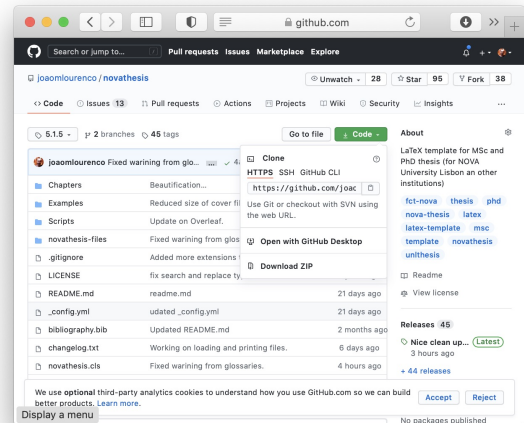 github.com
Search or jump to... / Pull requests Issues Marketplace Explore
joaomlourenco / novathesis
Unwatch 28 Star 95 Fork 38
Code Issues 13 Pull requests Actions Projects Wiki Security Insights ...
5.1.5 2 branches 45 tags Go to file Code
joaomlourenco Fixed warining from glo... ... 4
Chapters Beautification...
Examples Reduced size of cover fil
Scripts Update on Overleaf.
novathesis-files Fixed warining from glos
.gitignore Added more extensions
LICENSE fix search and replace ty
README.md readme.md 21 days ago
_config.yml udated _config.yml 21 days ago
bibliography.bib Updated README.md 2 months ago
changelog.txt Working on loading and printing files. 6 days ago
novathesis.cls Fixed warining from glossaries. 4 hours ago
Clone
HTTPS SSH GitHub CLI
https://github.com/joac
Use Git or checkout with SVN using
the web URL.
Open with GitHub Desktop
Download ZIP
About
LaTeX template for MSc and
PhD thesis (for NOVA
University Lisbon an other
institutions)
fct-nova thesis phd
nova-thesis latex
latex-template msc
template novathesis
unlthesis
Readme
View license
Releases 45
Nice clean up... Latest
3 hours ago
+ 44 releases
We use optional third-party analytics cookies to understand how you use GitHub.com so we can build
better products. Learn more.
Accept Reject
Display a menu
No packages published